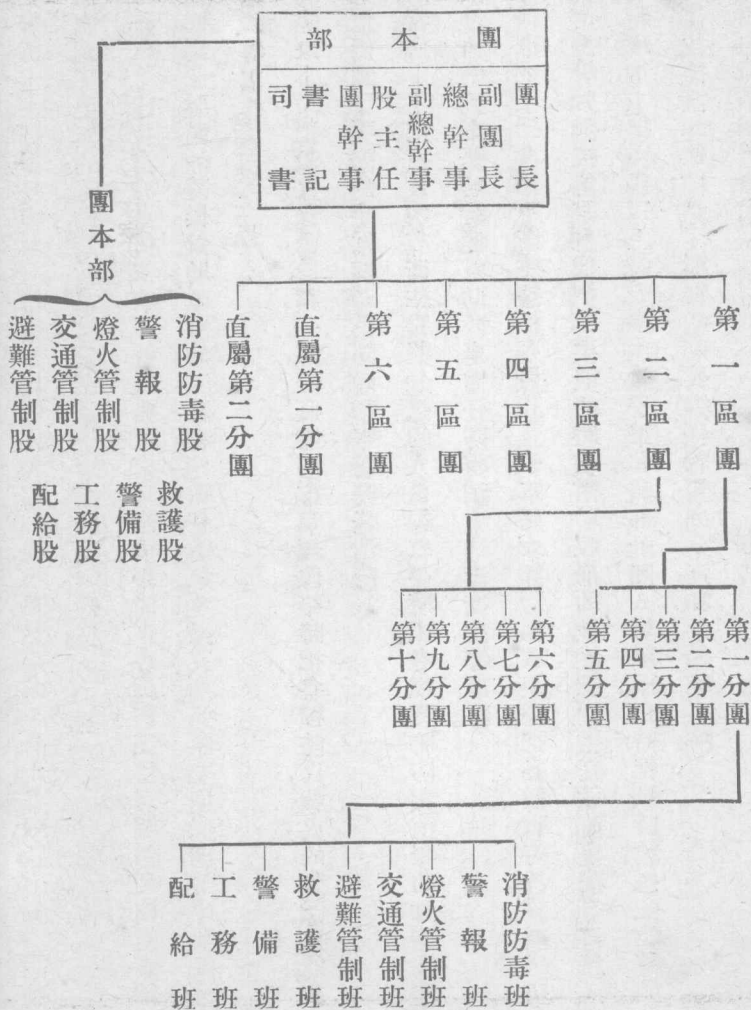 團本部
團長
副團長
總幹事
副總幹事
股主任
團幹事
書記
司書
團本部
消防防毒股
警報股
燈火管制股
交通管制股
避難管制股
救護股
警備股
工務股
配給股
第一區團
第二區團
第三區團
第四區團
第五區團
第六區團
直屬第一分團
直屬第二分團
第一分團
第二分團
第三分團
第四分團
第五分團
第六分團
第七分團
第八分團
第九分團
第十分團
消防防毒班
警報班
燈火管制班
交通管制班
避難管制班
救護班
警備班
工務班
配給班